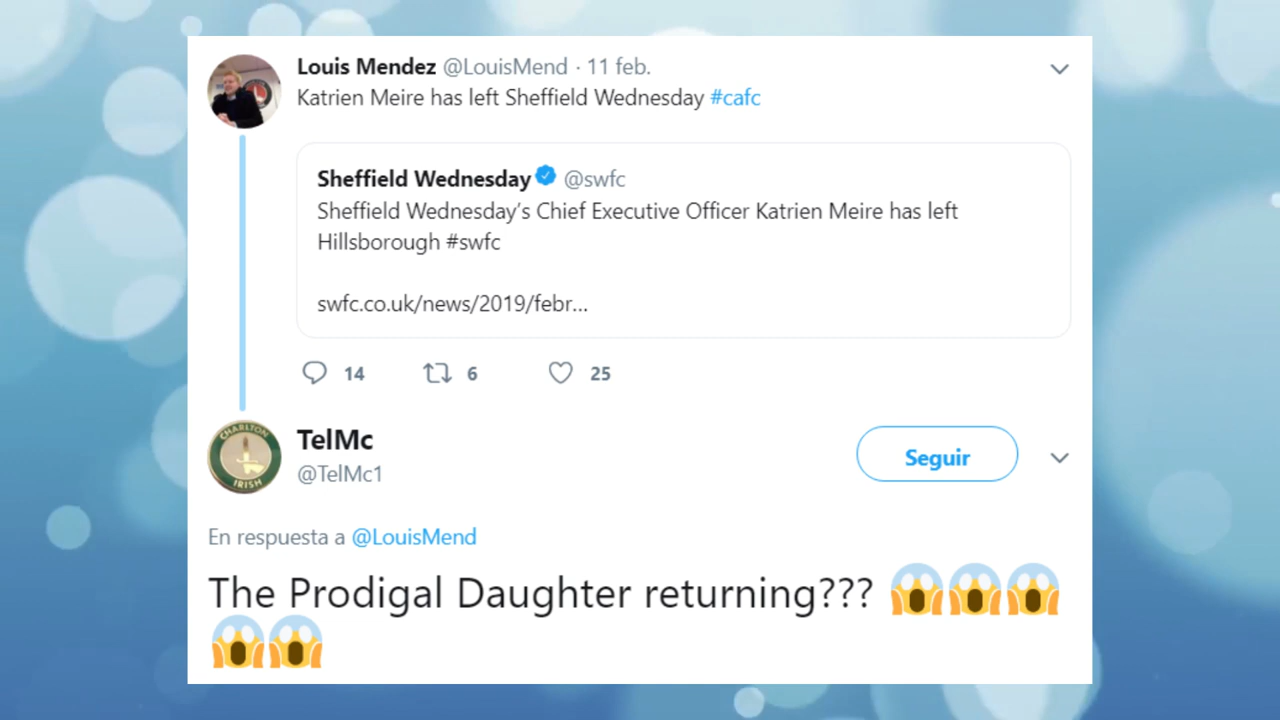 Louis Mendez @LouisMend · 11 feb.
Katrien Meire has left Sheffield Wednesday #cafc
Sheffield Wednesday @swfc
Sheffield Wednesday's Chief Executive Officer Katrien Meire has left
Hillsborough #swfc
swfc.co.uk/news/2019/febr...
14 6 25
CHARLTON
IRISH
TelMc
@TelMc1
Seguir
En respuesta a @LouisMend
The Prodigal Daughter returning??? 😱😱😱
😱😱